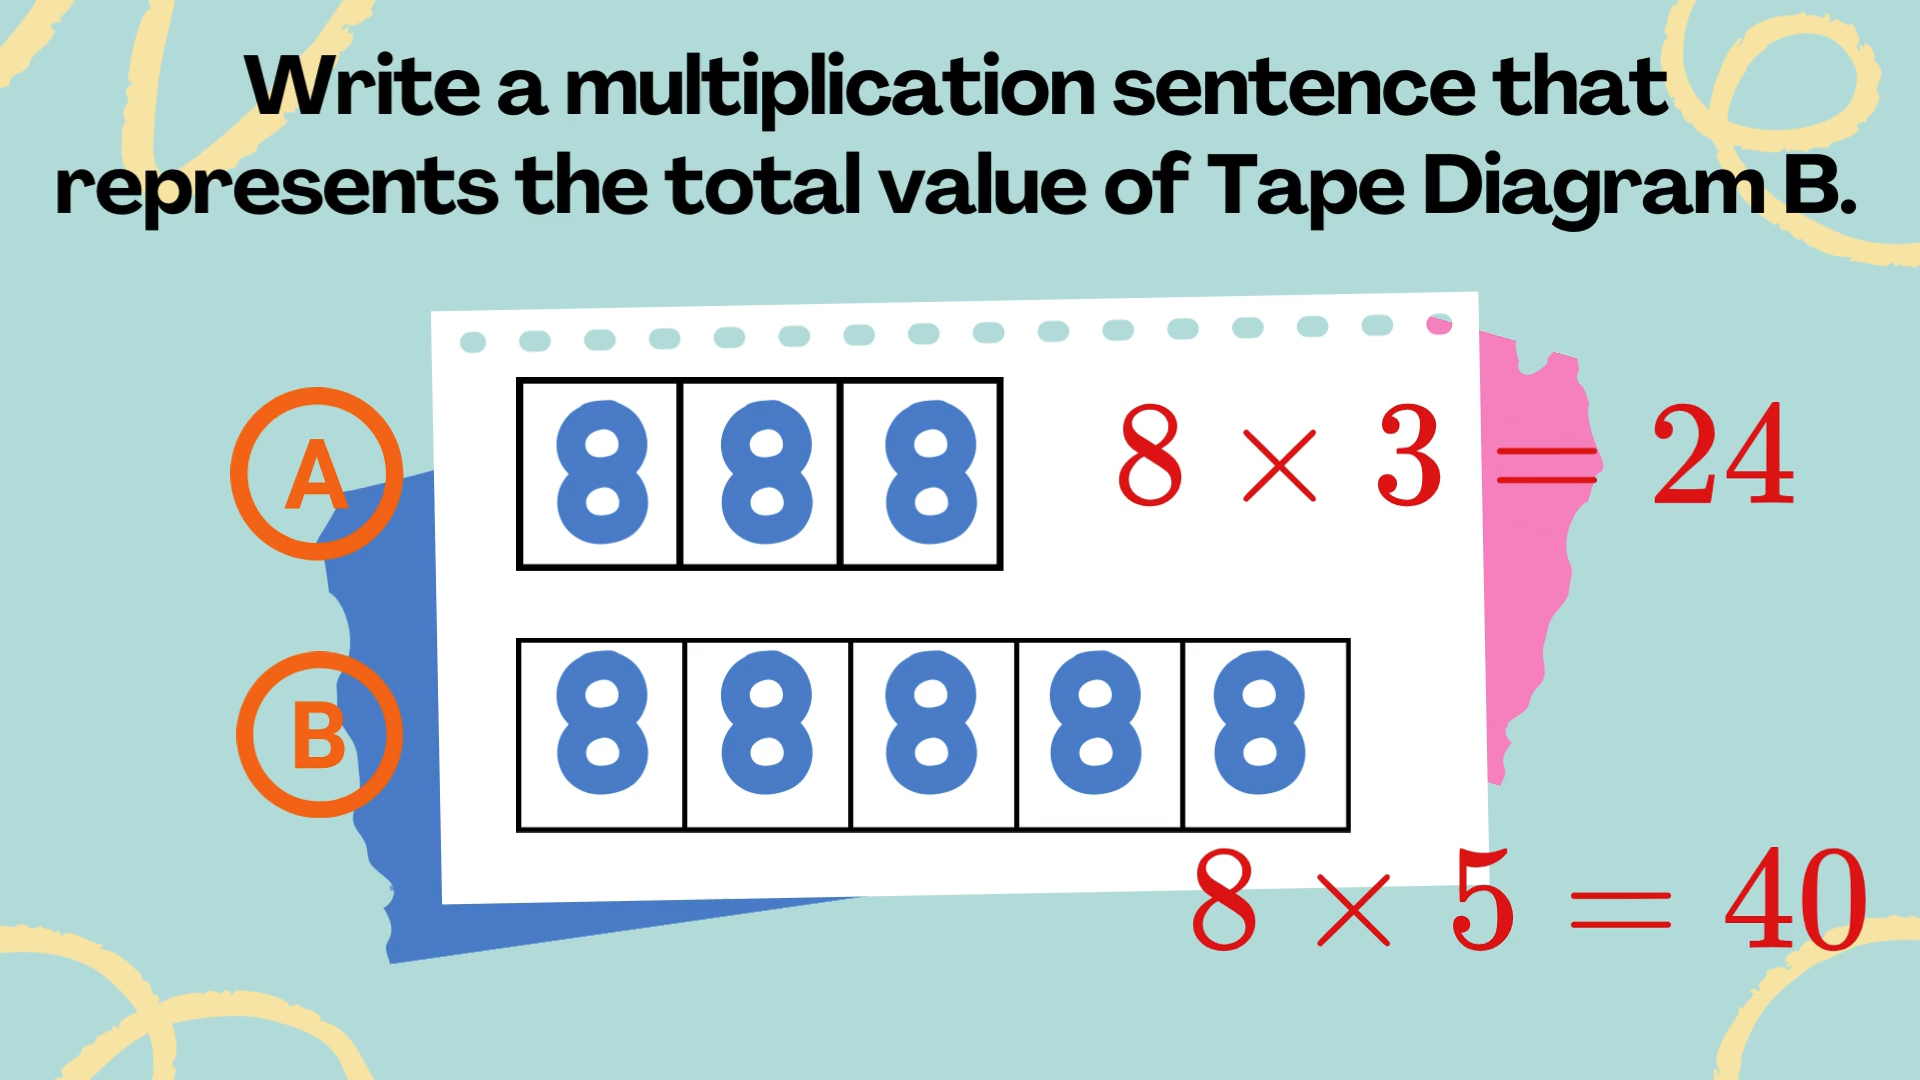 Write a multiplication sentence that
represents the total value of Tape Diagram B.
A
8 8 8
8 × 3 = 24
B
8 8 8 8 8
8 × 5 = 40